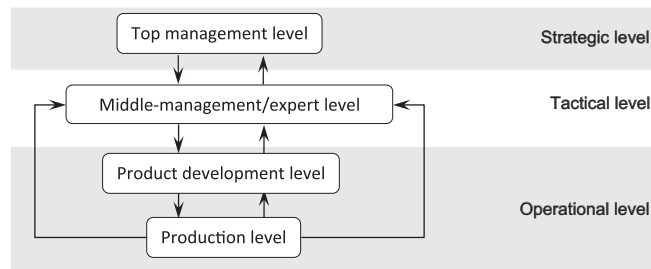 Top management level
Strategic level
Middle-management/expert level
Tactical level
Product development level
Operational level
Production level